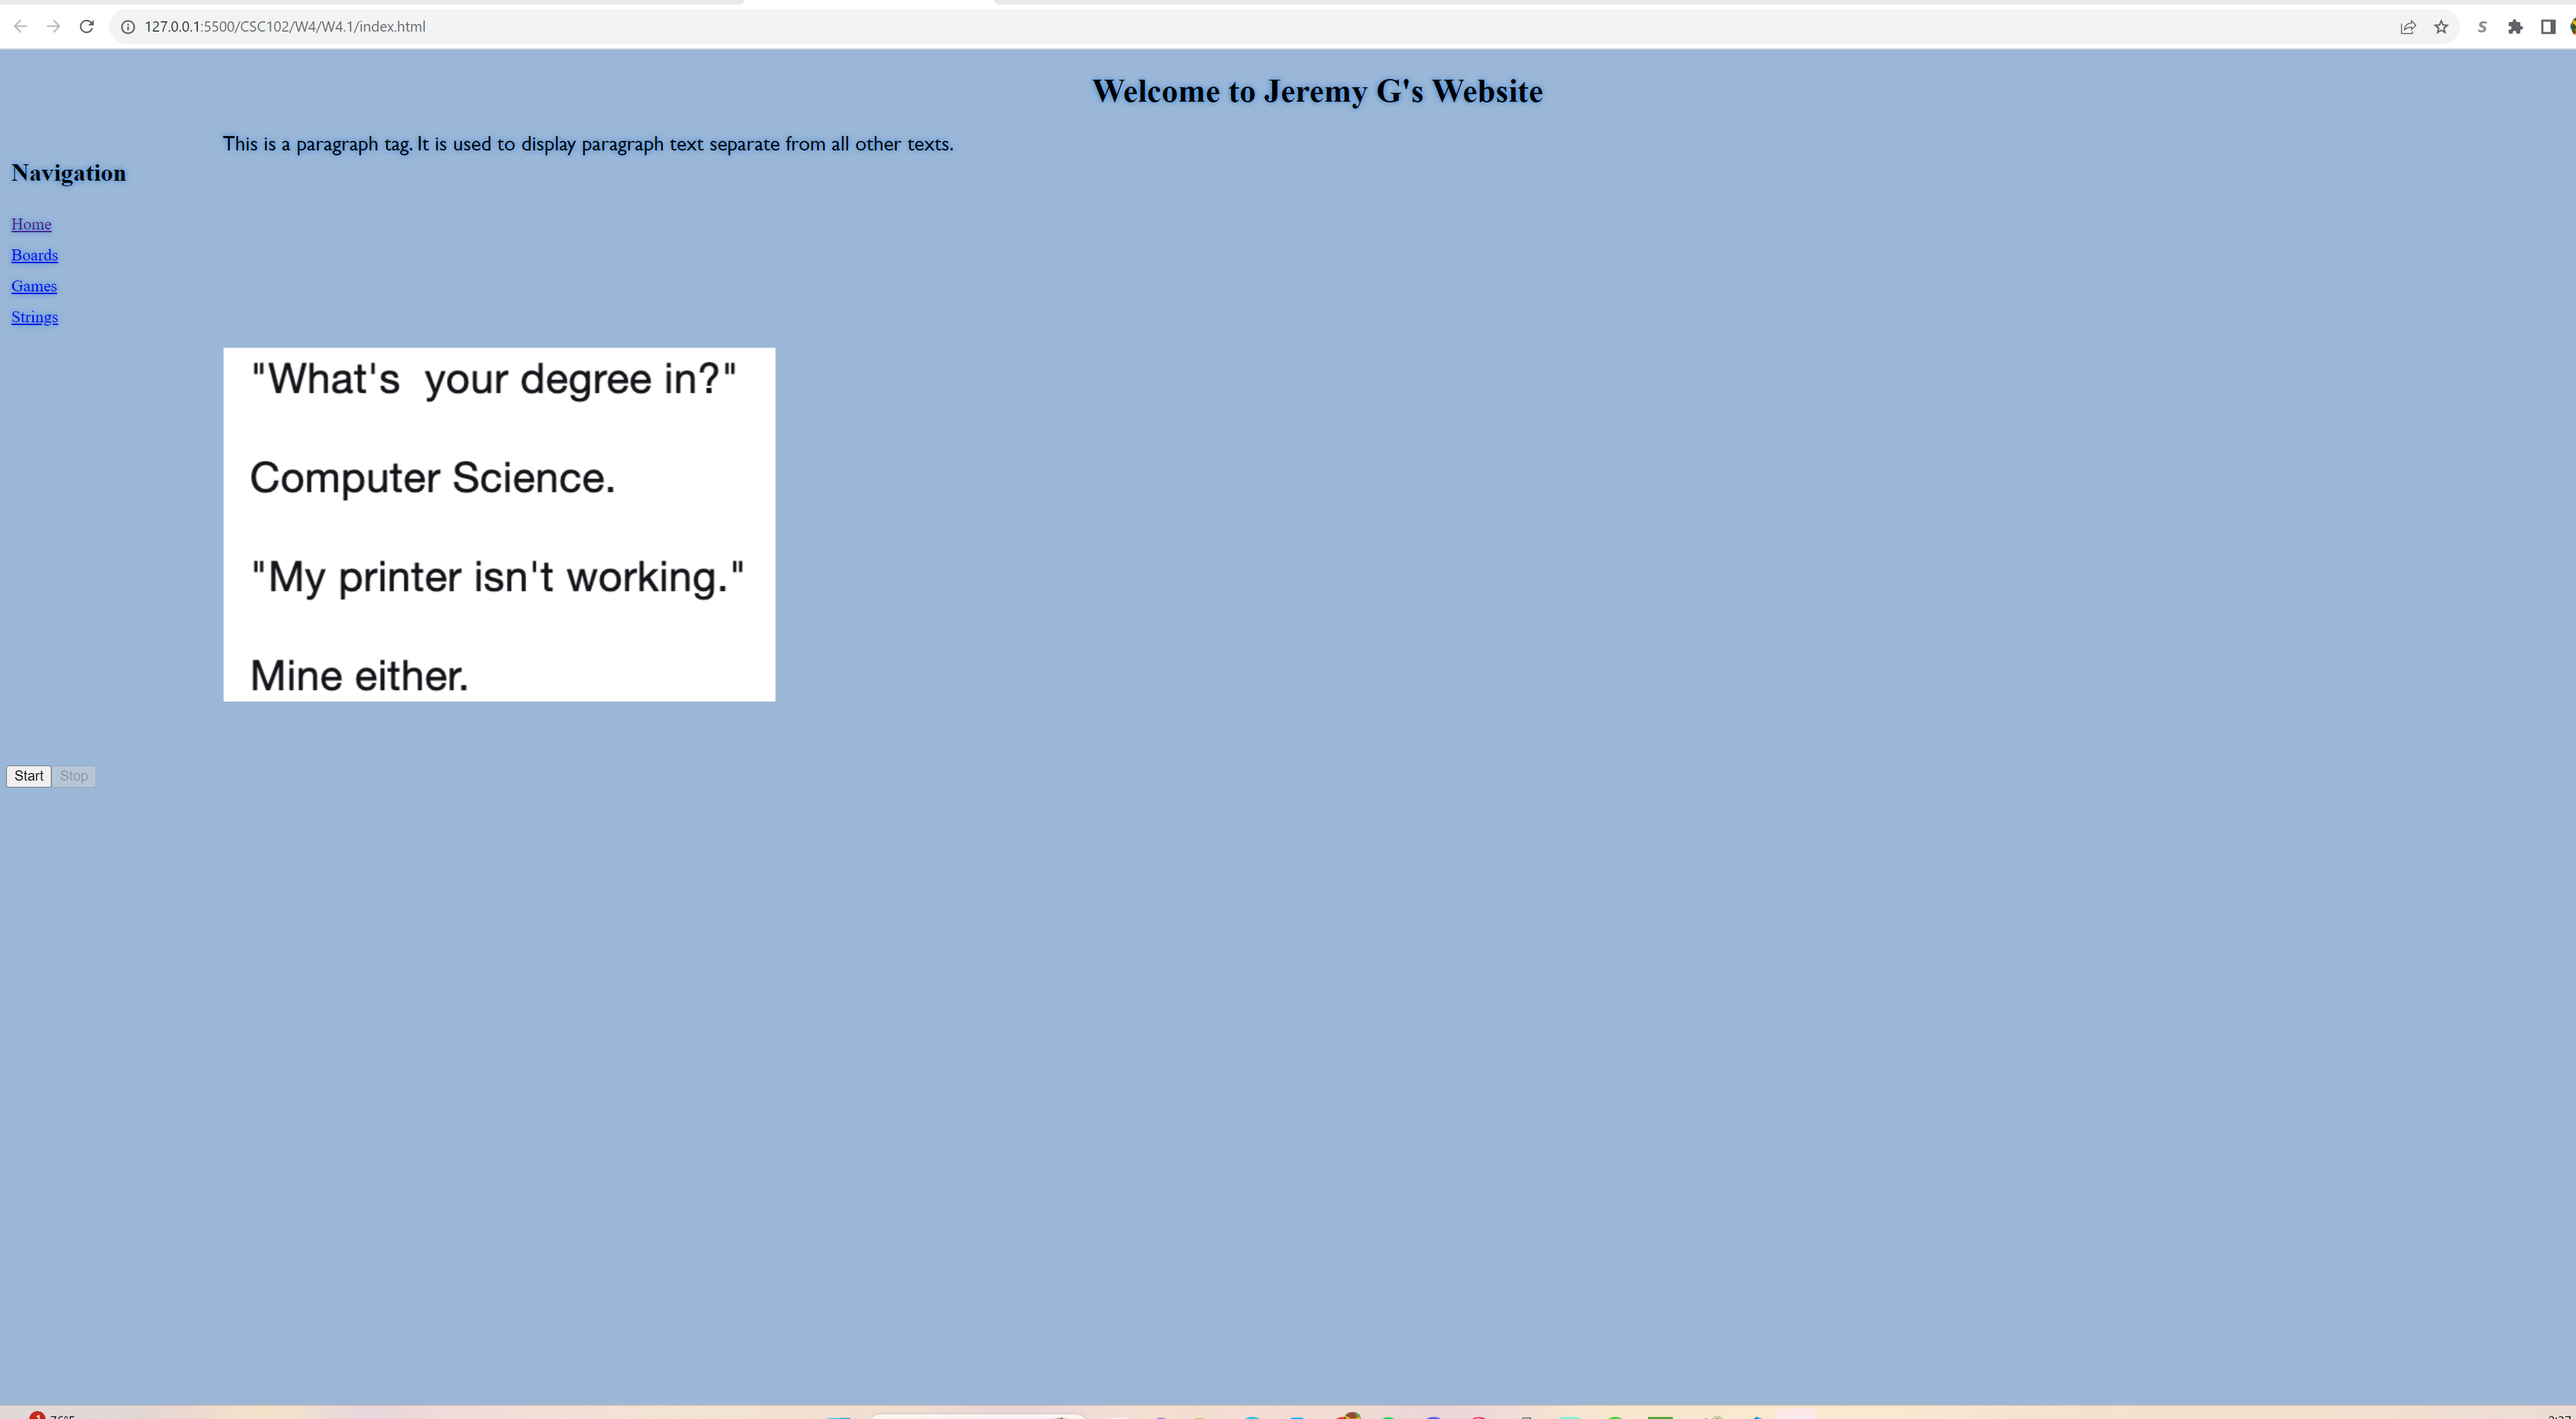 127.0.0.1:5500/CSC102/W4/W4.1/index.html
Welcome to Jeremy G's Website
This is a paragraph tag. It is used to display paragraph text separate from all other texts.
Navigation
Home
Boards
Games
Strings
"What's  your degree in?"
Computer Science.
"My printer isn't working."
Mine either.
Start Stop